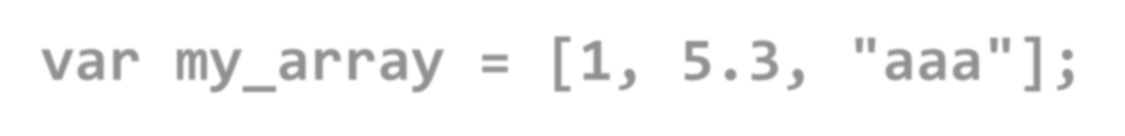 var my_array = [1, 5.3, "aaa"];